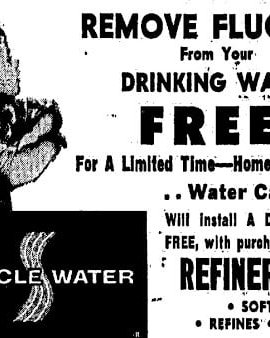 REMOVE FLUO
From Your
DRINKING WA
FREE
For A Limited Time—Home
.. Water Ca
Will Install A D
FREE, with purch
REFINER
CLE WATER
• SOFT
• REFINES